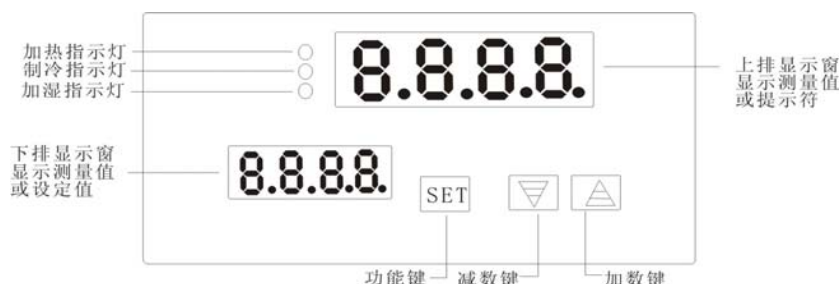 加热指示灯
制冷指示灯
加湿指示灯
8.8.8.8.
上排显示窗
显示测量值
或提示符
下排显示窗
显示测量值
或设定值
8.8.8.8.
SET
功能键
减数键
加数键